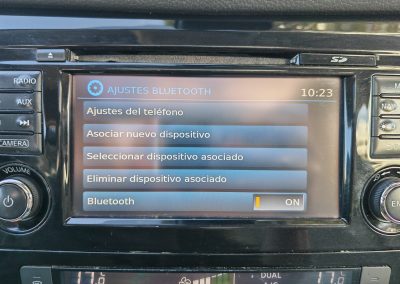 SD
RADIO
AUX
CAMERA
VOLUME
AJUSTES BLUETOOTH 10:23
Ajustes del teléfono
Asociar nuevo dispositivo
Seleccionar dispositivo asociado
Eliminar dispositivo asociado
Bluetooth ON
DUAL